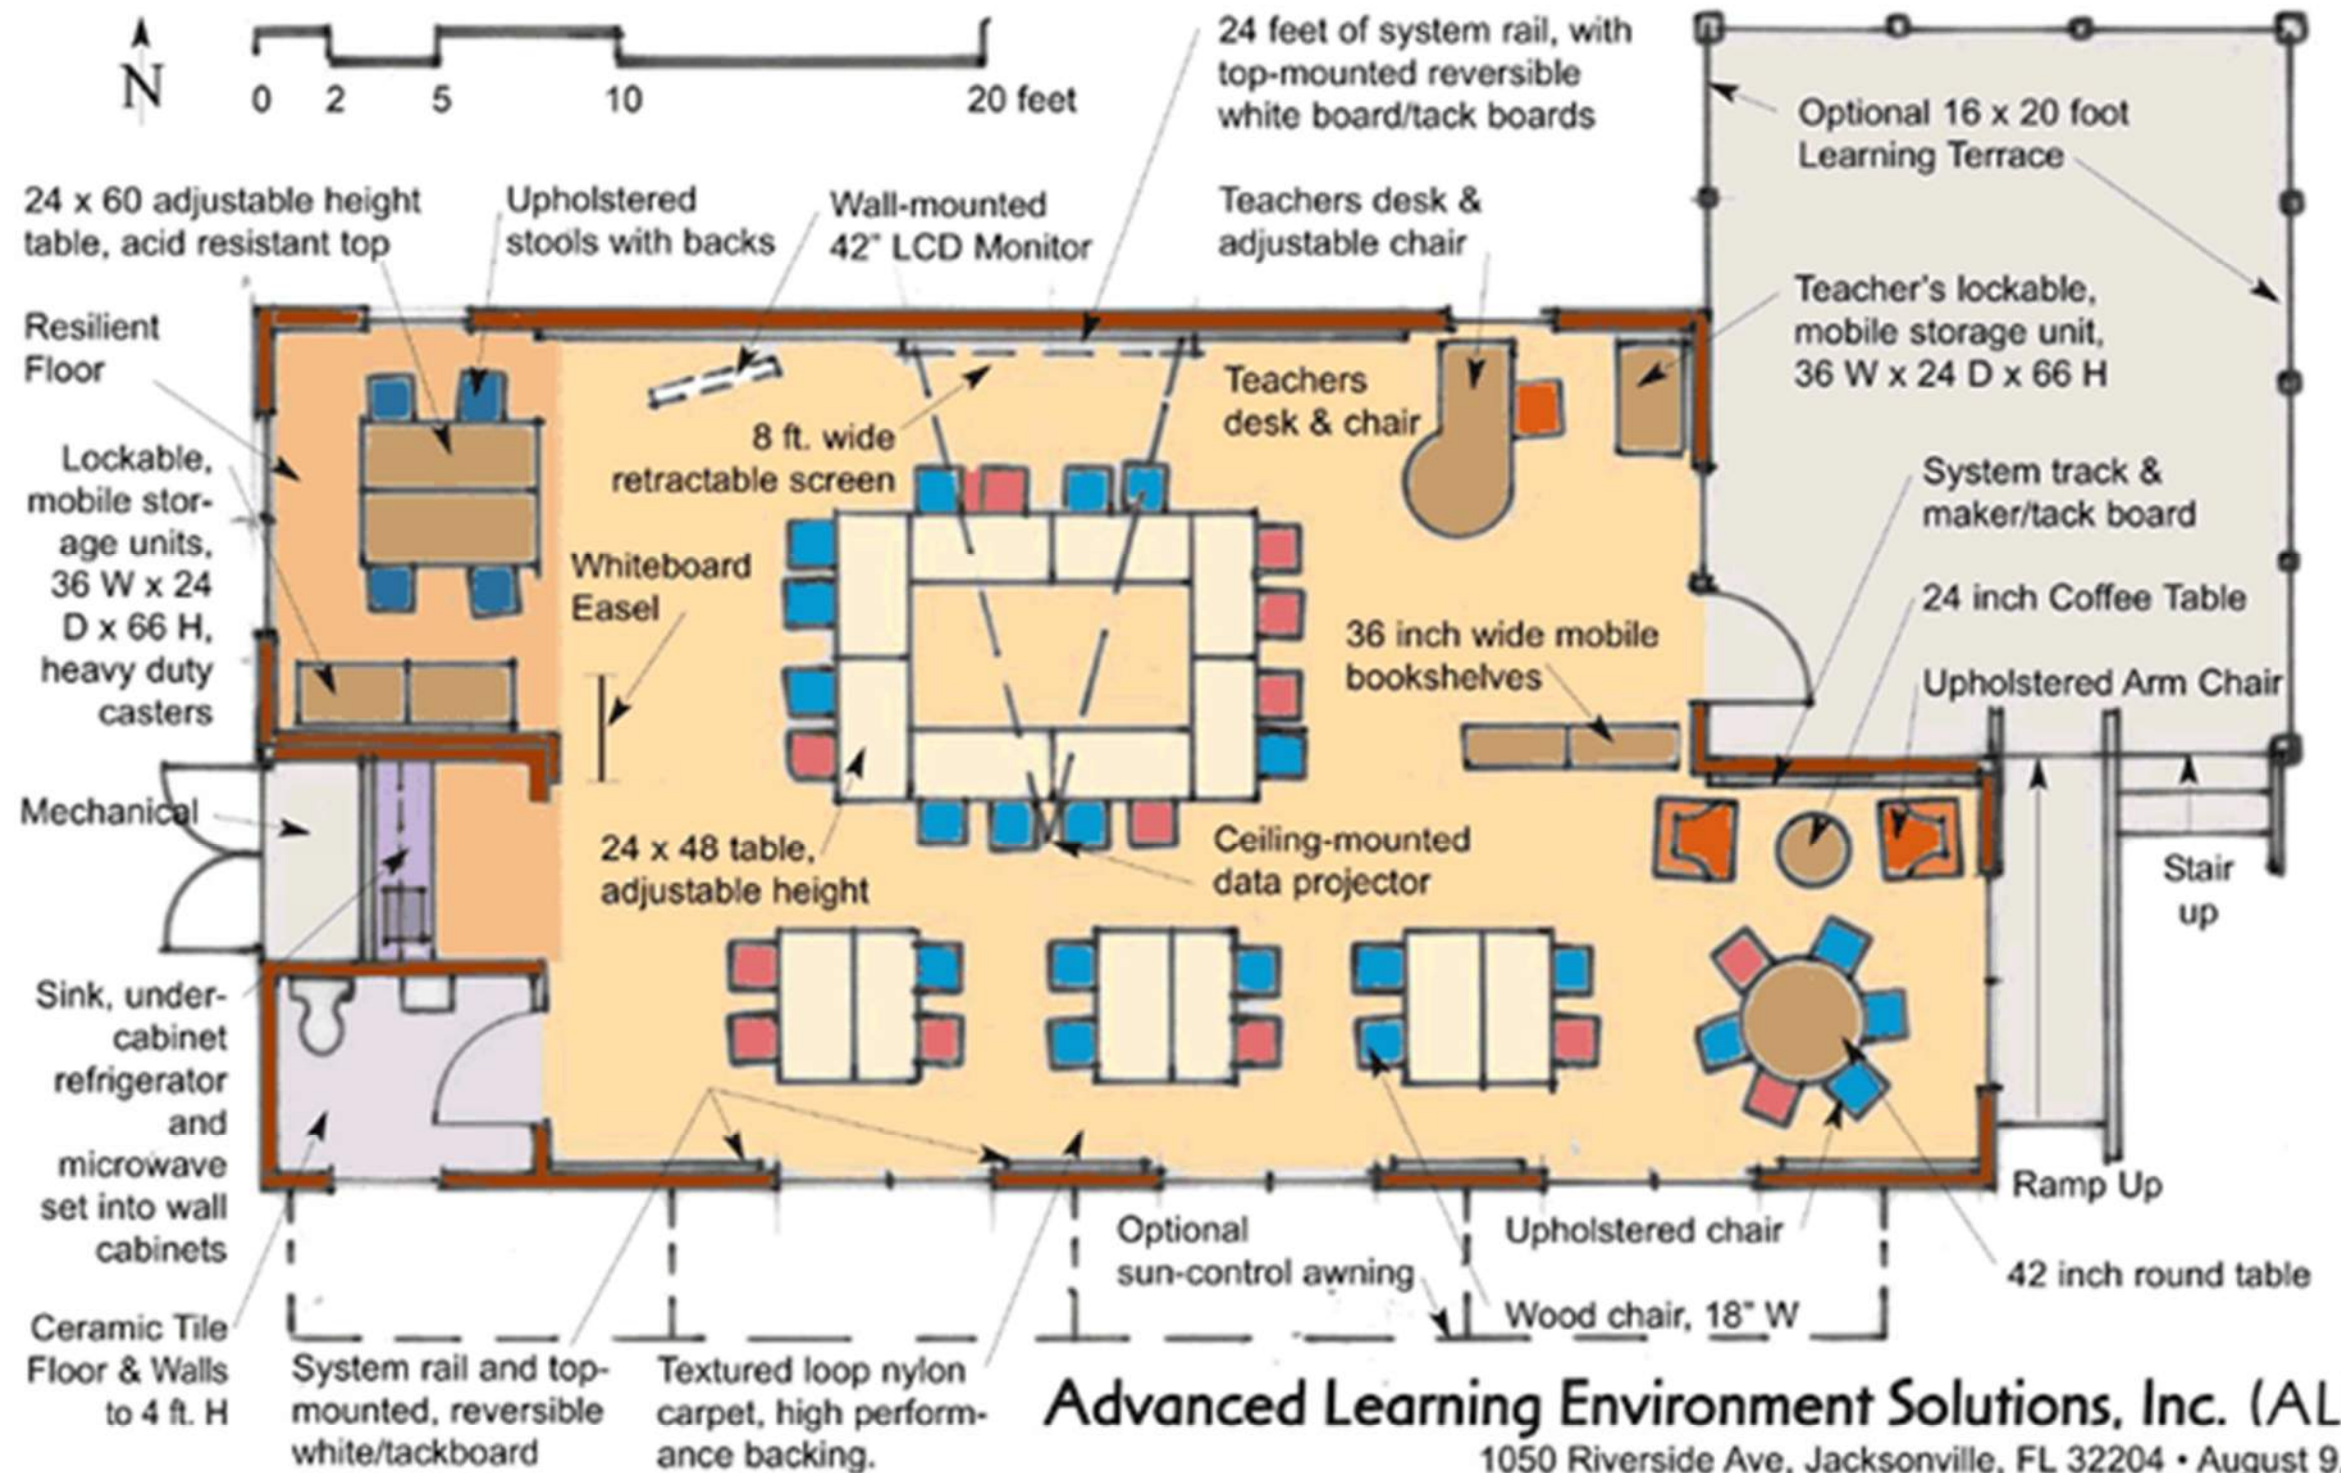 N
0 2 5 10 20 feet
24 feet of system rail, with
top-mounted reversible
white board/tack boards
Optional 16 x 20 foot
Learning Terrace
24 x 60 adjustable height
table, acid resistant top
Upholstered
stools with backs
Wall-mounted
42" LCD Monitor
Teachers desk &
adjustable chair
Teacher's lockable,
mobile storage unit,
36 W x 24 D x 66 H
Resilient
Floor
Teachers
desk & chair
8 ft. wide
retractable screen
Lockable,
mobile stor-
age units,
36 W x 24
D x 66 H,
heavy duty
casters
System track &
maker/tack board
Whiteboard
Easel
24 inch Coffee Table
36 inch wide mobile
bookshelves
Upholstered Arm Chair
Mechanical
24 x 48 table,
adjustable height
Ceiling-mounted
data projector
Stair
up
Sink, under-
cabinet
refrigerator
and
microwave
set into wall
cabinets
Ramp Up
Optional
sun-control awning
Upholstered chair
42 inch round table
Wood chair, 18" W
Ceramic Tile
Floor & Walls
to 4 ft. H
System rail and top-
mounted, reversible
white/tackboard
Textured loop nylon
carpet, high perform-
ance backing.
Advanced Learning Environment Solutions, Inc. (AL
1050 Riverside Ave, Jacksonville, FL 32204 • August 9